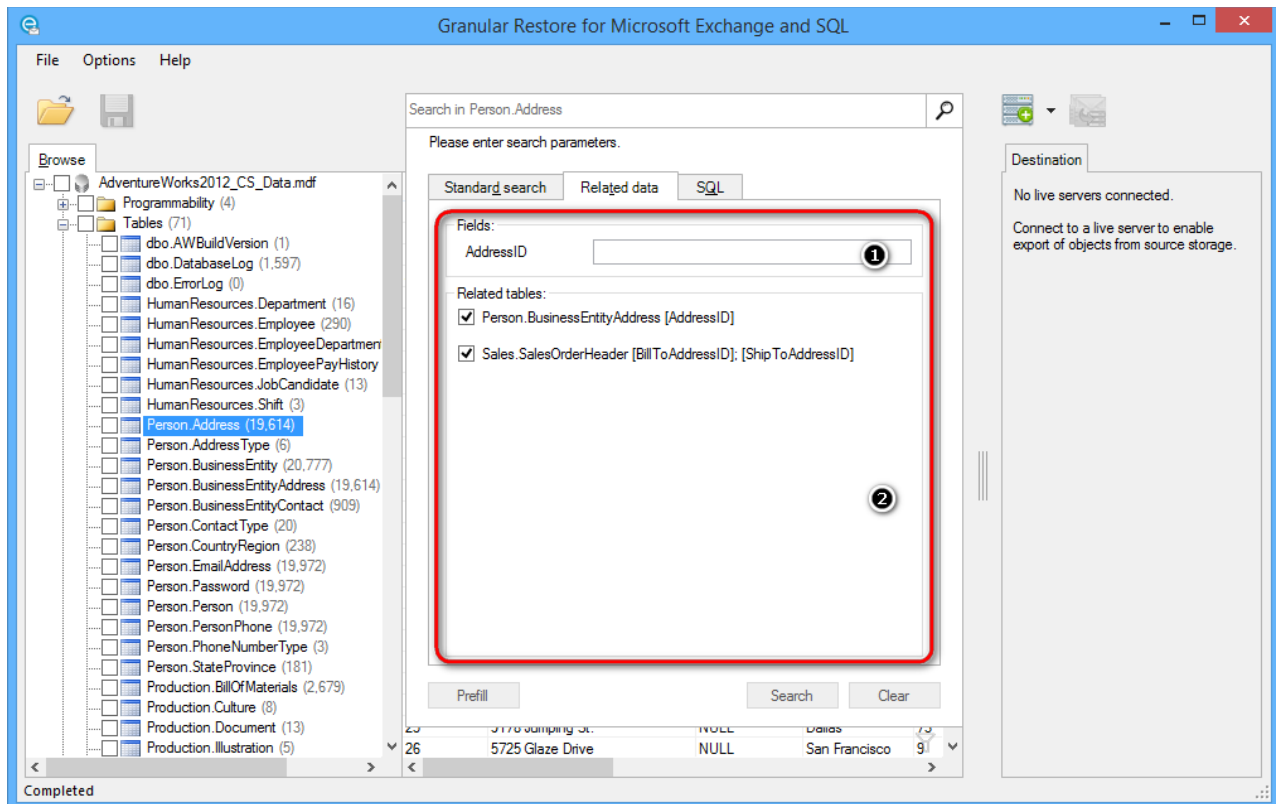 Granular Restore for Microsoft Exchange and SQL
File Options Help
Search in Person.Address
Please enter search parameters.
Browse
AdventureWorks2012_CS_Data.mdf
Programmability (4)
Tables (71)
dbo.AWBuildVersion (1)
dbo.DatabaseLog (1,597)
dbo.ErrorLog (0)
HumanResources.Department (16)
HumanResources.Employee (290)
HumanResources.EmployeeDepartment
HumanResources.EmployeePayHistory
HumanResources.JobCandidate (13)
HumanResources.Shift (3)
Person.Address (19,614)
Person.AddressType (6)
Person.BusinessEntity (20,777)
Person.BusinessEntityAddress (19,614)
Person.BusinessEntityContact (909)
Person.ContactType (20)
Person.CountryRegion (238)
Person.EmailAddress (19,972)
Person.Password (19,972)
Person.Person (19,972)
Person.PersonPhone (19,972)
Person.PhoneNumberType (3)
Person.StateProvince (181)
Production.BillOfMaterials (2,679)
Production.Culture (8)
Production.Document (13)
Production.Illustration (5)
Standard search Related data SQL
Fields:
AddressID
1
Related tables:
Person.BusinessEntityAddress [AddressID]
Sales.SalesOrderHeader [BillToAddressID]; [ShipToAddressID]
2
Prefill Search Clear
26 5725 Glaze Drive NULL San Francisco
Destination
No live servers connected.
Connect to a live server to enable
export of objects from source storage.
Completed